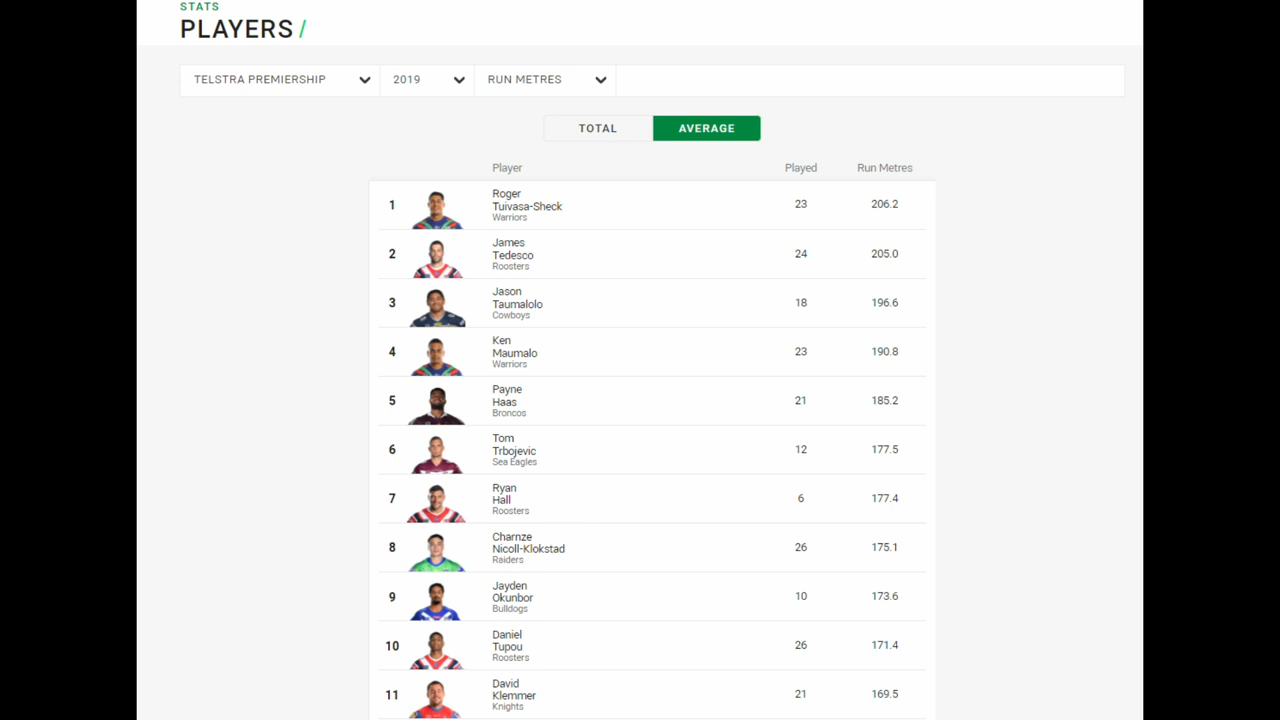 STATS
PLAYERS /
TELSTRA PREMIERSHIP 2019 RUN METRES
TOTAL AVERAGE
Player Played Run Metres
1 Roger Tuivasa-Sheck Warriors 23 206.2
2 James Tedesco Roosters 24 205.0
3 Jason Taumalolo Cowboys 18 196.6
4 Ken Maumalo Warriors 23 190.8
5 Payne Haas Broncos 21 185.2
6 Tom Trbojevic Sea Eagles 12 177.5
7 Ryan Hall Roosters 6 177.4
8 Charnze Nicoll-Klokstad Raiders 26 175.1
9 Jayden Okunbor Bulldogs 10 173.6
10 Daniel Tupou Roosters 26 171.4
11 David Klemmer Knights 21 169.5